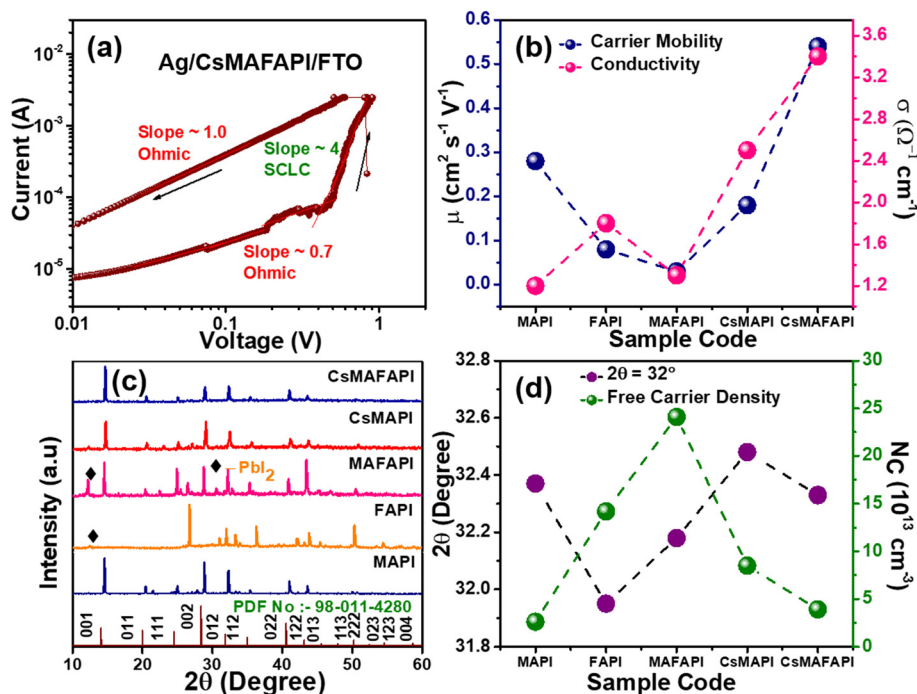 (a)
Ag/CsMAFAPI/FTO
Slope ~ 1.0
Ohmic
Slope ~ 4
SCLC
Slope ~ 0.7
Ohmic
Current (A)
10⁻²
10⁻³
10⁻⁴
10⁻⁵
0.01
0.1
1
Voltage (V)
(b)
Carrier Mobility
Conductivity
μ (cm² s⁻¹ V⁻¹)
0.5
0.4
0.3
0.2
0.1
0.0
σ (Ω⁻¹ cm⁻¹)
3.6
3.0
2.4
1.8
1.2
MAPI
FAPI
MAFAPI
CsMAPI
CsMAFAPI
Sample Code
(c)
CsMAFAPI
CsMAPI
MAFAPI
PbI₂
FAPI
MAPI
PDF No :- 98-011-4280
001
011
111
002
012
112
022
122
013
113
222
023
123
004
Intensity (a.u)
10
20
30
40
50
60
2θ (Degree)
(d)
2θ = 32°
Free Carrier Density
2θ (Degree)
32.8
32.6
32.4
32.2
32.0
31.8
NC (10¹³ cm⁻³)
30
25
20
15
10
5
0
MAPI
FAPI
MAFAPI
CsMAPI
CsMAFAPI
Sample Code